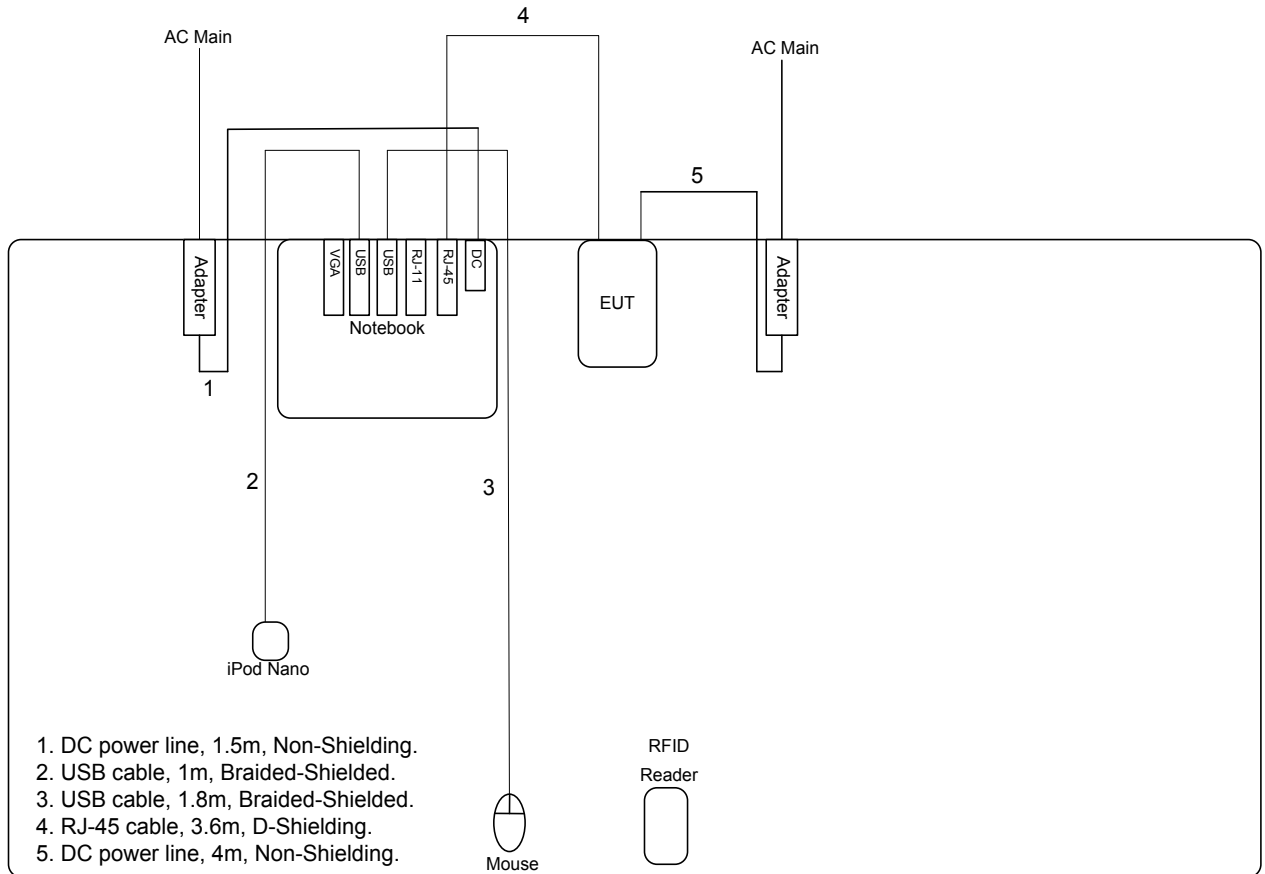 4
AC Main
AC Main
5
Adapter
VGA
USB
USB
RJ-11
RJ-45
DC
EUT
Adapter
Notebook
1
2
3
iPod Nano
1. DC power line, 1.5m, Non-Shielding.
2. USB cable, 1m, Braided-Shielded.
3. USB cable, 1.8m, Braided-Shielded.
4. RJ-45 cable, 3.6m, D-Shielding.
5. DC power line, 4m, Non-Shielding.
RFID
Reader
Mouse